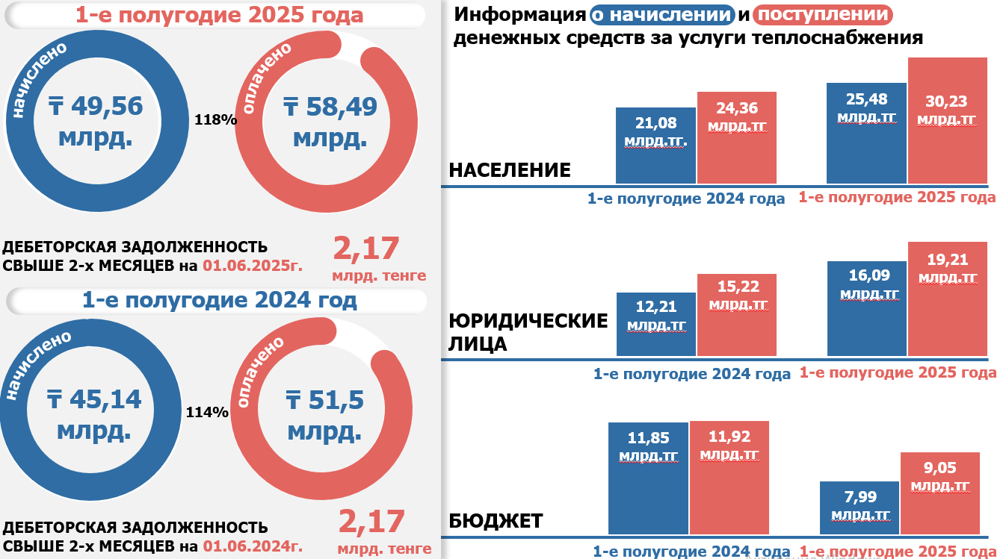 1-е полугодие 2025 года
начислено
₸ 49,56
млрд.
118%
оплачено
₸ 58,49
млрд.
ДЕБЕТОРСКАЯ ЗАДОЛЖЕННОСТЬ
СВЫШЕ 2-х МЕСЯЦЕВ на 01.06.2025г.
2,17
млрд. тенге
1-е полугодие 2024 год
начислено
₸ 45,14
млрд.
114%
оплачено
₸ 51,5
млрд.
ДЕБЕТОРСКАЯ ЗАДОЛЖЕННОСТЬ
СВЫШЕ 2-х МЕСЯЦЕВ на 01.06.2024г.
2,17
млрд. тенге
Информация о начислении и поступлении
денежных средств за услуги теплоснабжения
НАСЕЛЕНИЕ
21,08
млрд.тг.
24,36
млрд.тг
25,48
млрд.тг
30,23
млрд.тг
1-е полугодие 2024 года
1-е полугодие 2025 года
ЮРИДИЧЕСКИЕ
ЛИЦА
12,21
млрд.тг
15,22
млрд.тг
16,09
млрд.тг
19,21
млрд.тг
1-е полугодие 2024 года
1-е полугодие 2025 года
БЮДЖЕТ
11,85
млрд.тг
11,92
млрд.тг
7,99
млрд.тг
9,05
млрд.тг
1-е полугодие 2024 года
1-е полугодие 2025 года